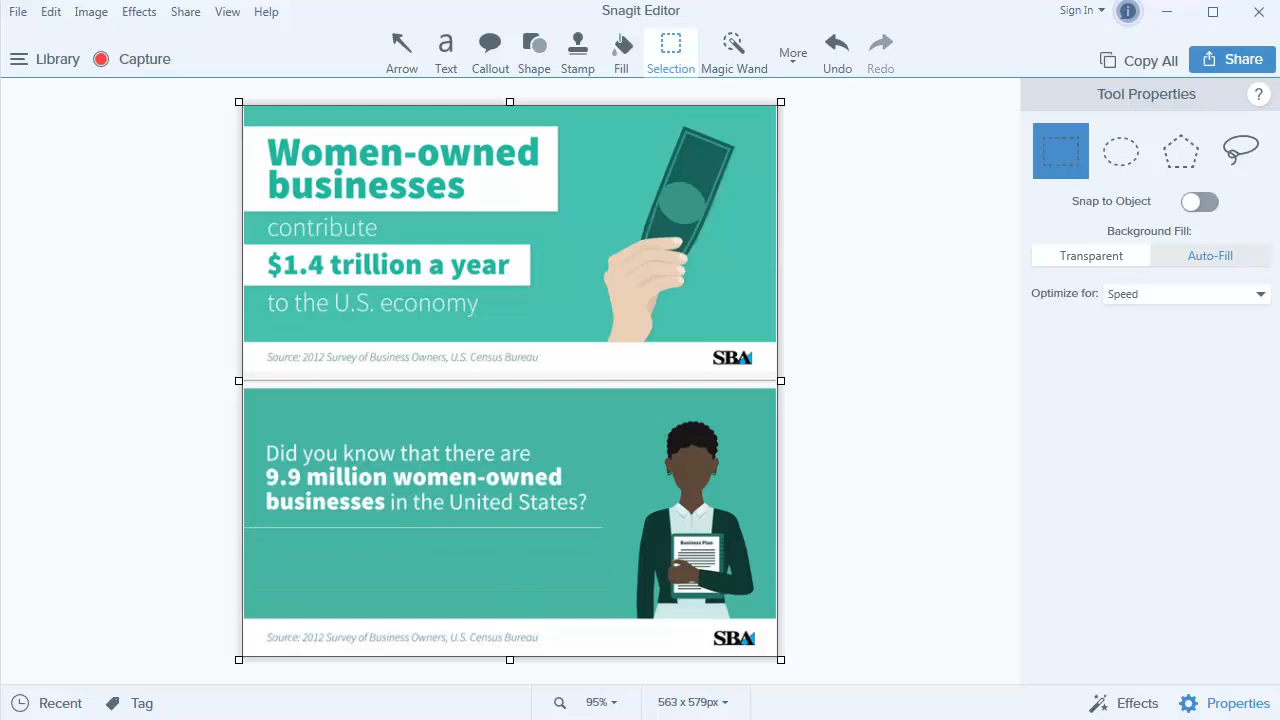 File Edit Image Effects Share View Help
Snagit Editor
Sign In
Library Capture
Arrow Text Callout Shape Stamp Fill Selection Magic Wand More Undo Redo
Copy All Share
Tool Properties ?
Snap to Object
Background Fill:
Transparent Auto-Fill
Optimize for: Speed
Women-owned
businesses
contribute
$1.4 trillion a year
to the U.S. economy
Source: 2012 Survey of Business Owners, U.S. Census Bureau
SBA
Did you know that there are
9.9 million women-owned
businesses in the United States?
Business Plan
Source: 2012 Survey of Business Owners, U.S. Census Bureau
SBA
Recent Tag
95% 563 x 579px
Effects Properties